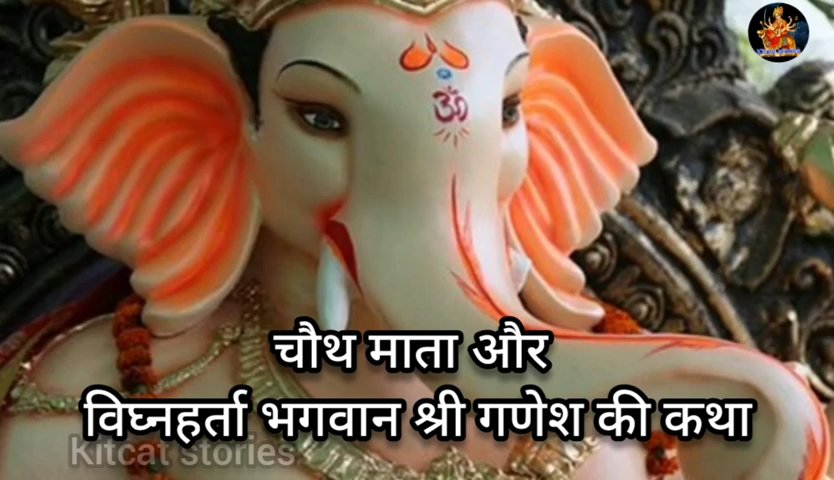 ॐ
चौथ माता और
विघ्नहर्ता भगवान श्री गणेश की कथा
Kitcat stories